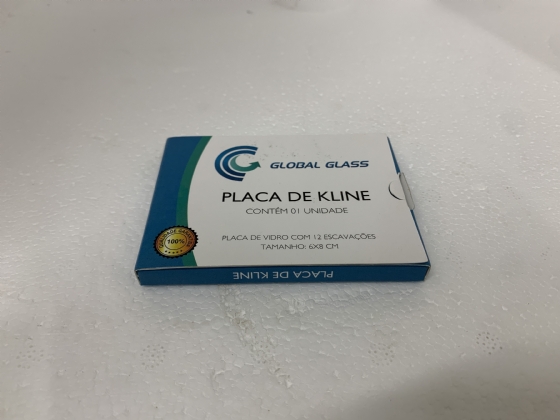 GLOBAL GLASS
PLACA DE KLINE
CONTÉM 01 UNIDADE
PLACA DE VIDRO COM 12 ESCAVAÇÕES
TAMANHO: 6X8 CM
100%
PLACA DE KLINE